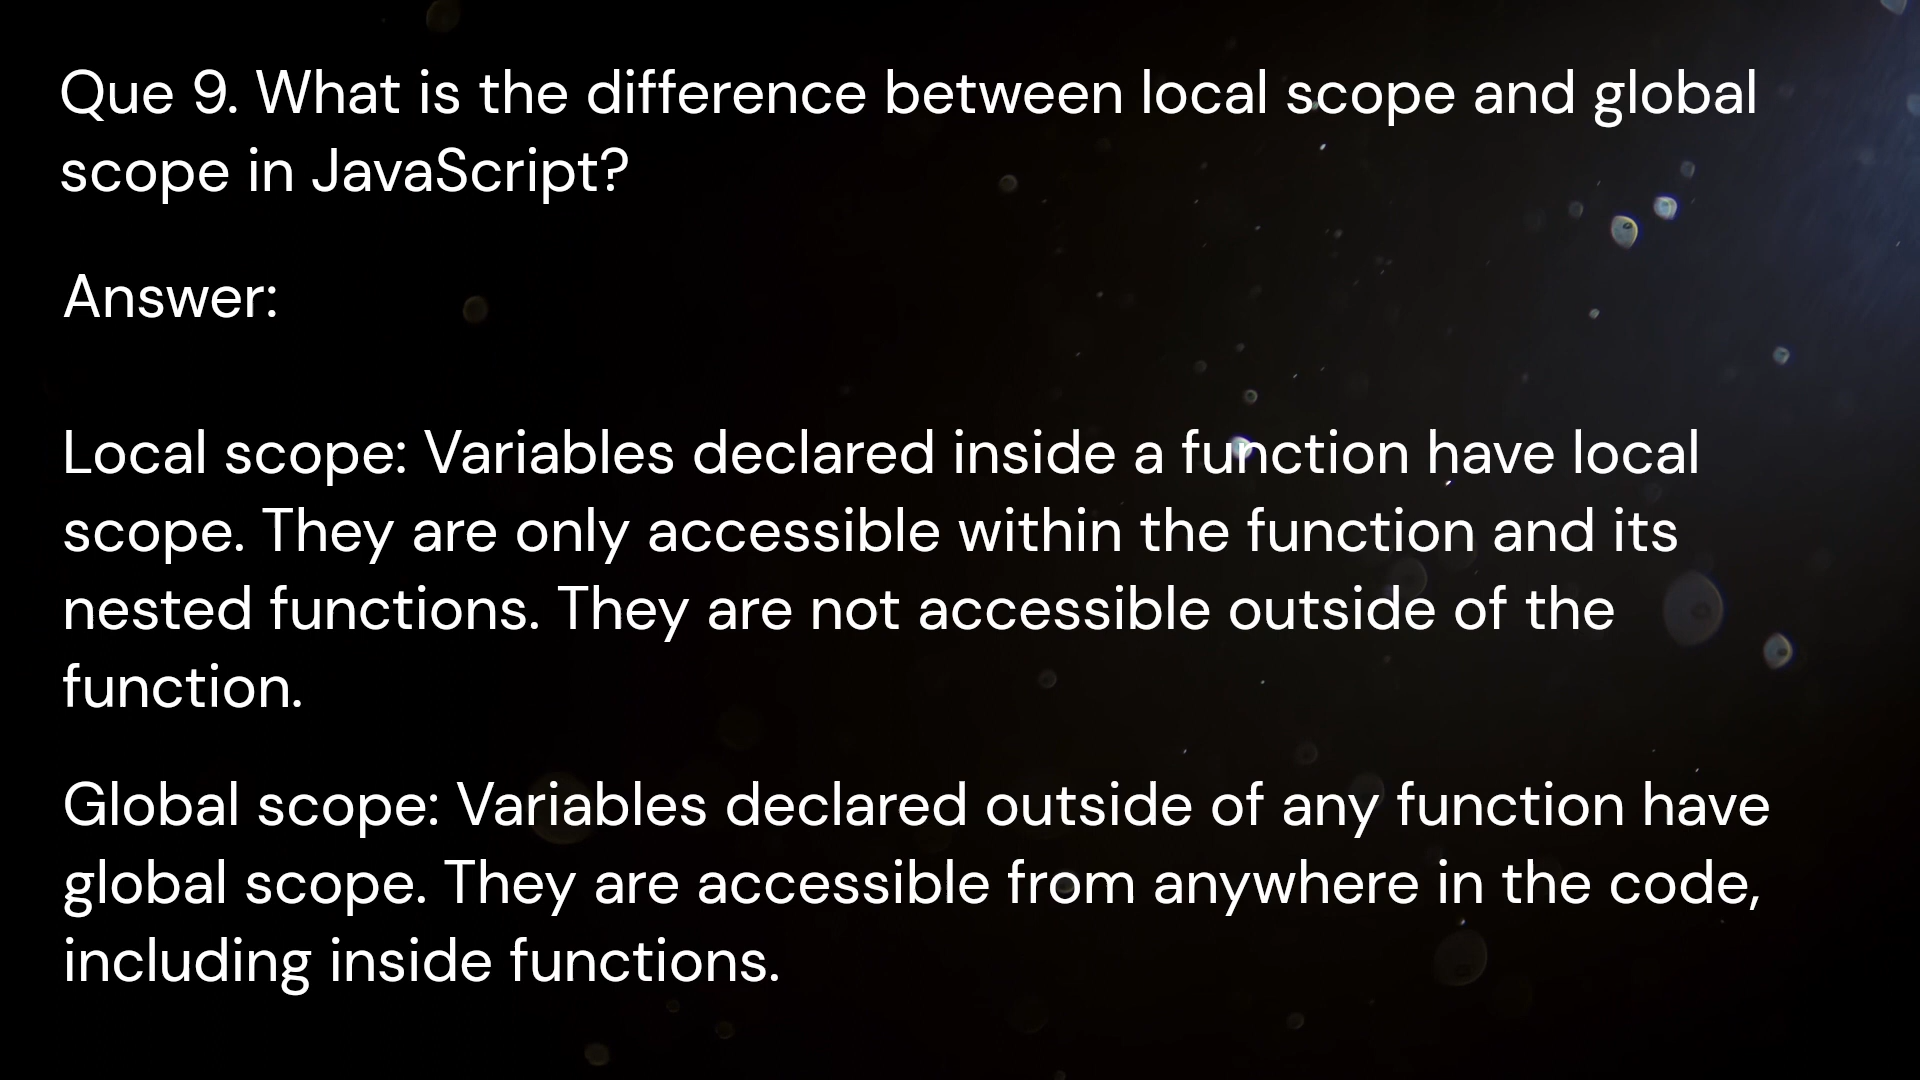 Que 9. What is the difference between local scope and global
scope in JavaScript?
Answer:
Local scope: Variables declared inside a function have local
scope. They are only accessible within the function and its
nested functions. They are not accessible outside of the
function.
Global scope: Variables declared outside of any function have
global scope. They are accessible from anywhere in the code,
including inside functions.